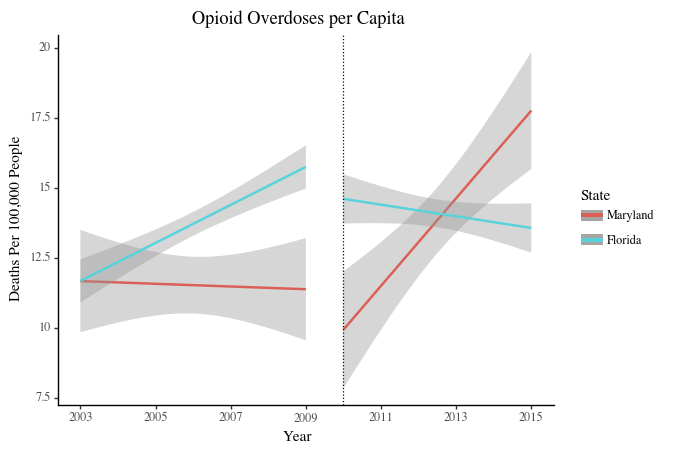 Opioid Overdoses per Capita
Deaths Per 100,000 People
20
17.5
15
12.5
10
7.5
2003 2005 2007 2009 2011 2013 2015
Year
State
Maryland
Florida